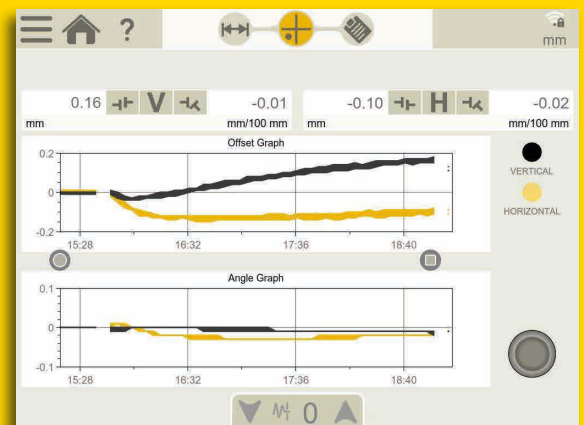 ?
mm
0.16 V -0.01
mm mm/100 mm
-0.10 H -0.02
mm mm/100 mm
Offset Graph
0.2
0
-0.2
15:28 16:32 17:36 18:40
VERTICAL
HORIZONTAL
Angle Graph
0.1
0
-0.1
15:28 16:32 17:36 18:40
0